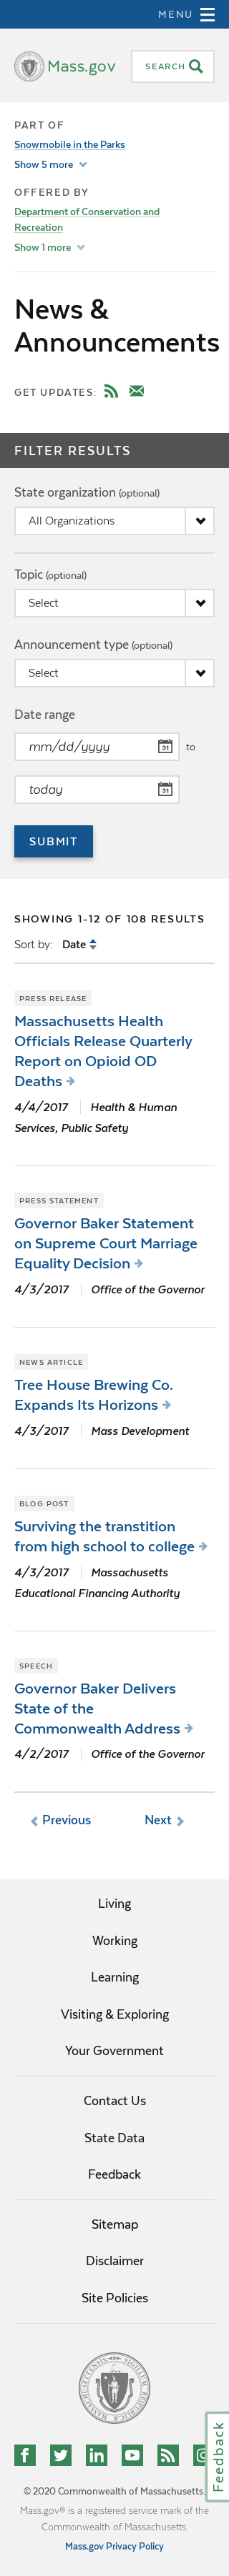 MENU
Mass.gov
SEARCH
PART OF
Snowmobile in the Parks
Show 5 more
OFFERED BY
Department of Conservation and
Recreation
Show 1 more
News &
Announcements
GET UPDATES:
FILTER RESULTS
State organization (optional)
All Organizations
Topic (optional)
Select
Announcement type (optional)
Select
Date range
mm/dd/yyyy
31
to
today
31
SUBMIT
SHOWING 1-12 OF 108 RESULTS
Sort by: Date
PRESS RELEASE
Massachusetts Health
Officials Release Quarterly
Report on Opioid OD
Deaths
4/4/2017 Health & Human
Services, Public Safety
PRESS STATEMENT
Governor Baker Statement
on Supreme Court Marriage
Equality Decision
4/3/2017 Office of the Governor
NEWS ARTICLE
Tree House Brewing Co.
Expands Its Horizons
4/3/2017 Mass Development
BLOG POST
Surviving the transtition
from high school to college
4/3/2017 Massachusetts
Educational Financing Authority
SPEECH
Governor Baker Delivers
State of the
Commonwealth Address
4/2/2017 Office of the Governor
Previous Next
Living
Working
Learning
Visiting & Exploring
Your Government
Contact Us
State Data
Feedback
Sitemap
Disclaimer
Site Policies
Feedback
© 2020 Commonwealth of Massachusetts.
Mass.gov® is a registered service mark of the
Commonwealth of Massachusetts.
Mass.gov Privacy Policy